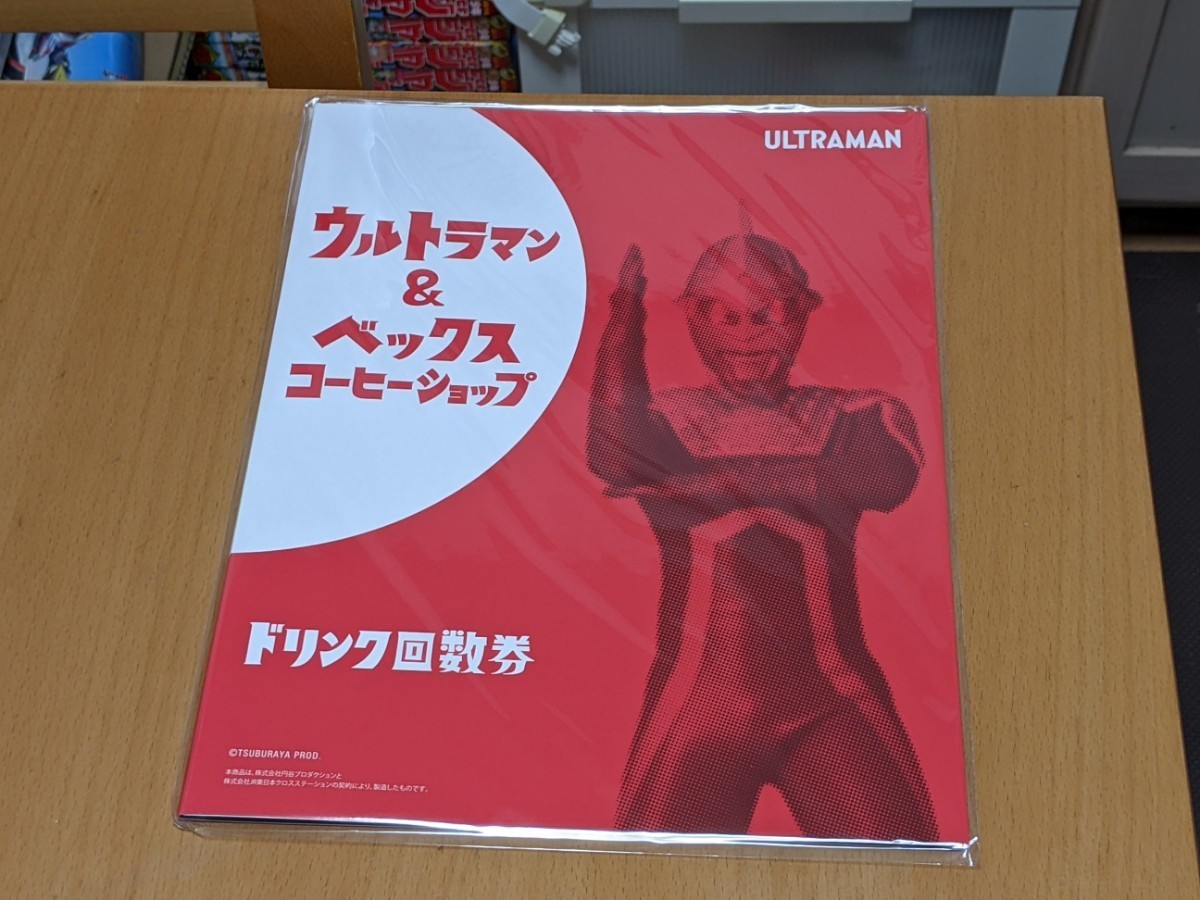 ULTRAMAN
ウルトラマン
&
ベックス
コーヒーショップ
ドリンク回数券
©TSUBURAYA PROD.
本商品は、株式会社円谷プロダクションと
株式会社JR東日本クロスステーションの契約により、製造したものです。